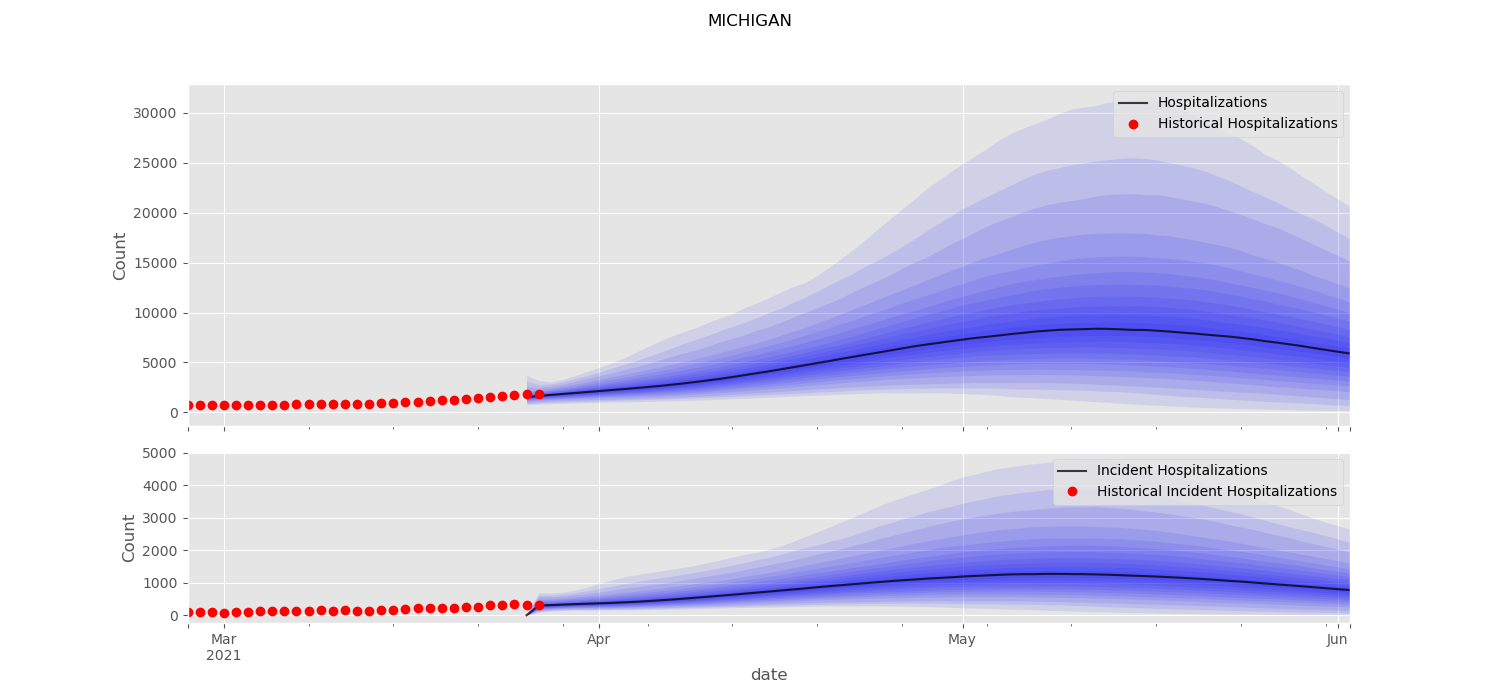 MICHIGAN
Hospitalizations
Historical Hospitalizations
30000
25000
20000
15000
10000
5000
0
Count
Incident Hospitalizations
Historical Incident Hospitalizations
5000
4000
3000
2000
1000
0
Count
Mar Apr May Jun
2021
date